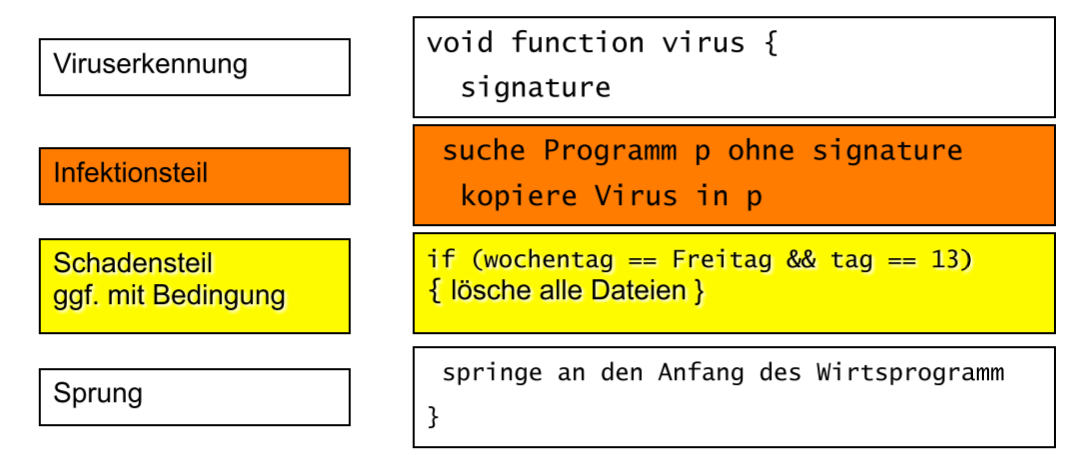 Viruserkennung
void function virus {
signature
Infektionsteil
suche Programm p ohne signature
kopiere Virus in p
Schadensteil
ggf. mit Bedingung
if (wochentag == Freitag && tag == 13)
{ lösche alle Dateien }
Sprung
springe an den Anfang des Wirtsprogramm
}